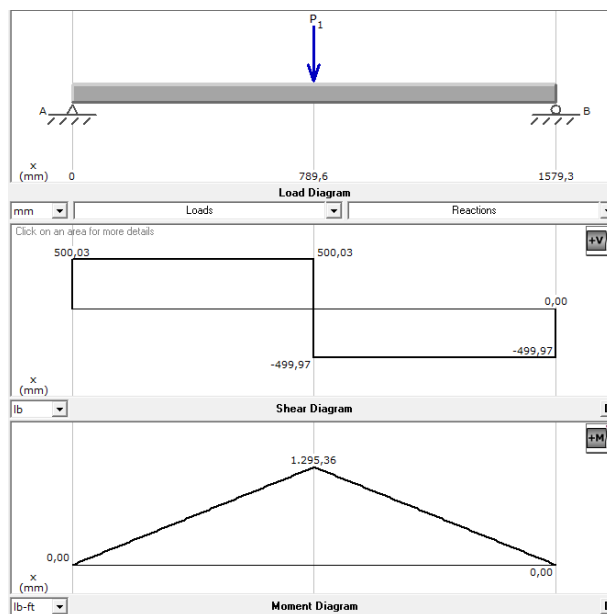 P1
A
B
x
(mm)
0
789,6
1579,3
Load Diagram
mm
Loads
Reactions
Click on an area for more details
+V
500,03
500,03
0,00
-499,97
-499,97
x
(mm)
lb
Shear Diagram
+M
1.295,36
0,00
0,00
x
(mm)
lb-ft
Moment Diagram